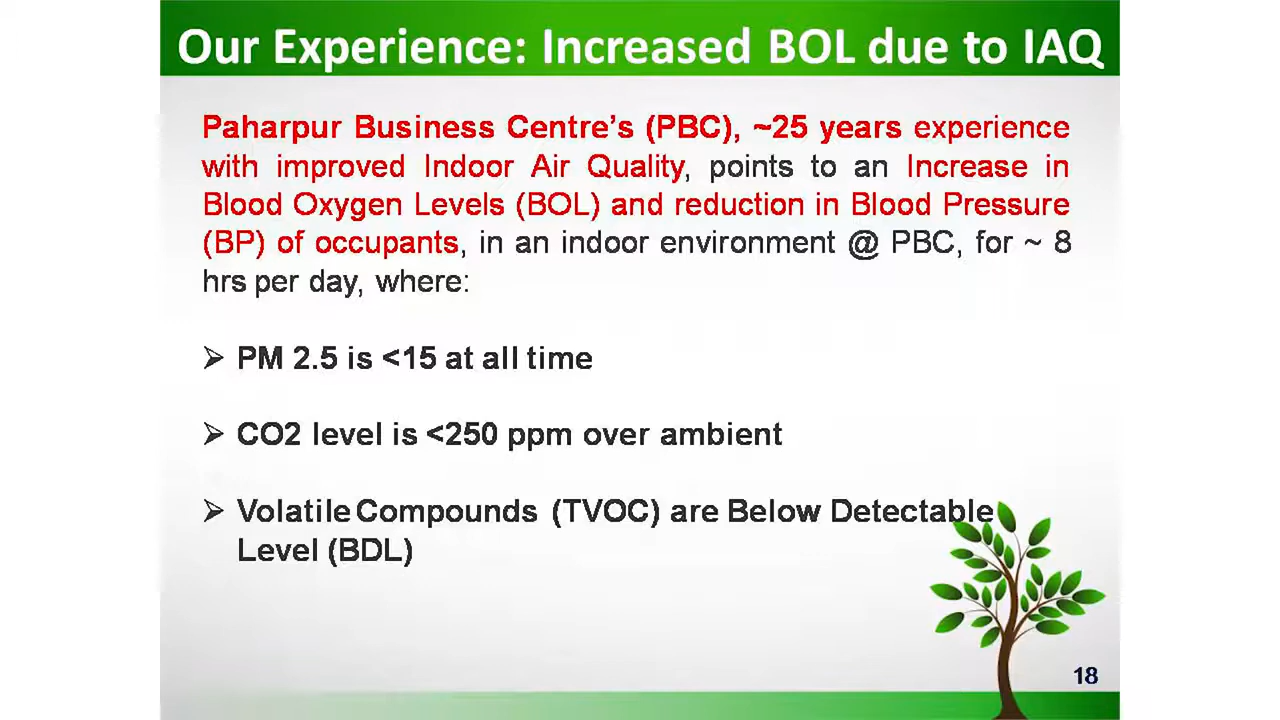 Our Experience: Increased BOL due to IAQ
Paharpur Business Centre's (PBC), ~25 years experience
with improved Indoor Air Quality, points to an Increase in
Blood Oxygen Levels (BOL) and reduction in Blood Pressure
(BP) of occupants, in an indoor environment @ PBC, for ~ 8
hrs per day, where:
➢ PM 2.5 is <15 at all time
➢ CO2 level is <250 ppm over ambient
➢ Volatile Compounds (TVOC) are Below Detectable
Level (BDL)
18